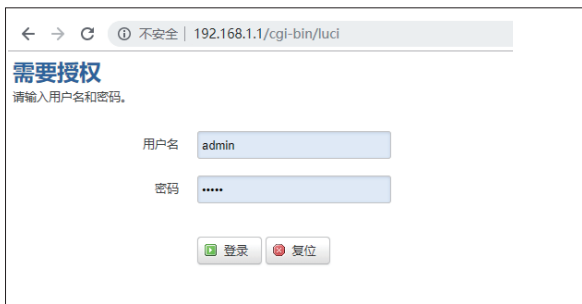 不安全 | 192.168.1.1/cgi-bin/luci
需要授权
请输入用户名和密码。
用户名 admin
密码 •••••
登录 复位